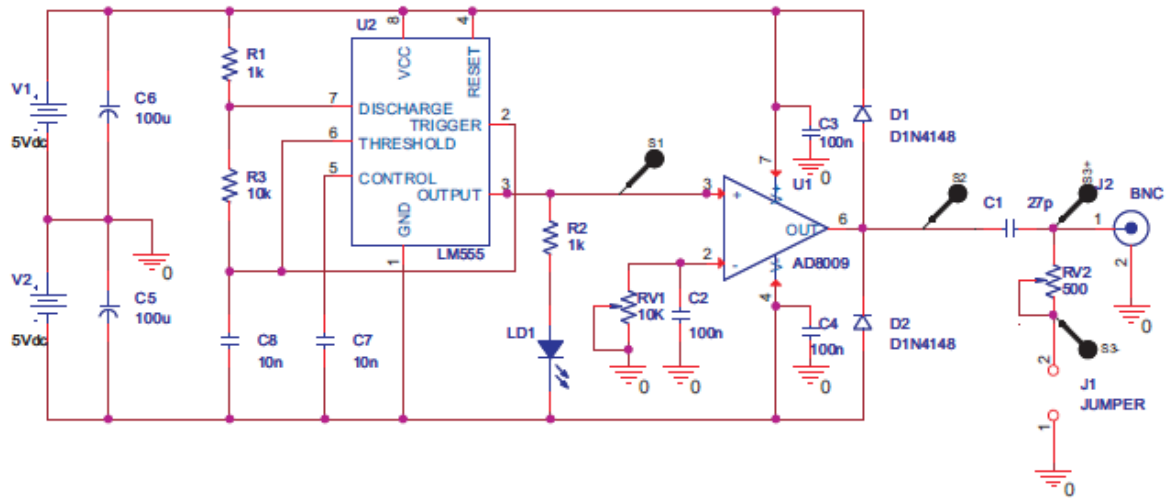 V1
5Vdc
V2
5Vdc
C6
100u
C5
100u
0
R1
1k
R3
10k
C8
10n
C7
10n
U2
8
4
VCC
RESET
7
DISCHARGE
2
TRIGGER
6
THRESHOLD
5
CONTROL
OUTPUT
3
GND
1
LM555
R2
1k
LD1
S1
3
+
2
-
7
V+
U1
OUT
6
AD8009
V-
4
RV1
10K
0
C2
100n
0
C3
100n
0
C4
100n
0
D1
D1N4148
D2
D1N4148
S2
C1
27p
S3+
J2
1
BNC
2
0
RV2
500
S3-
2
J1
JUMPER
1
0